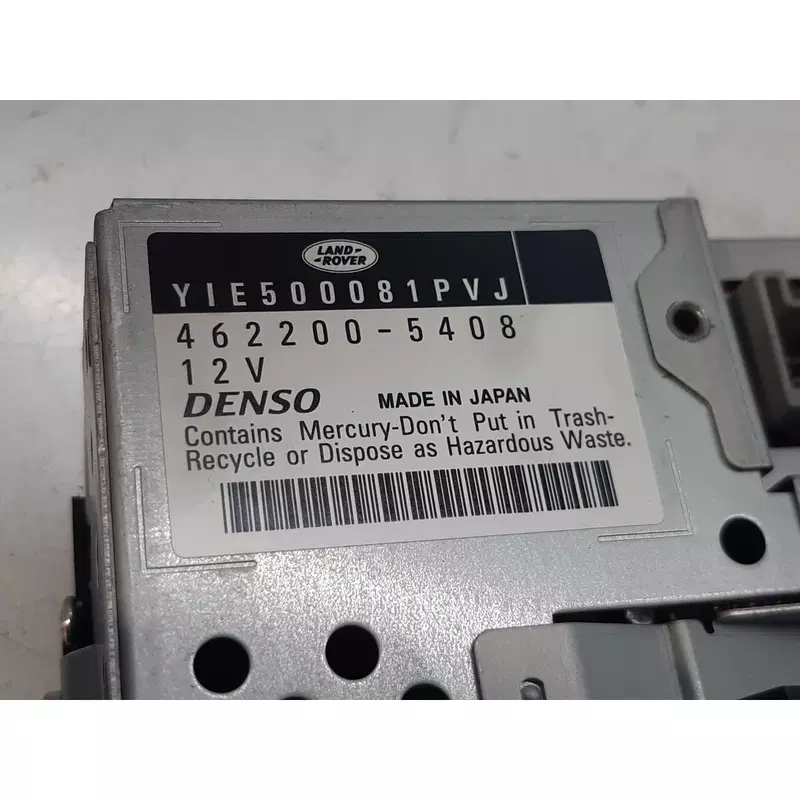 LAND-
-ROVER
YIE500081PVJ
462200-5408
12V
DENSO MADE IN JAPAN
Contains Mercury-Don't Put in Trash-
Recycle or Dispose as Hazardous Waste.